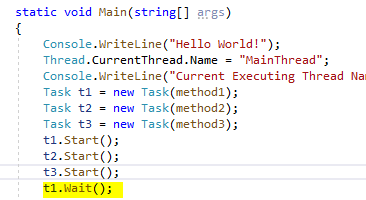 static void Main(string[] args)
{
Console.WriteLine("Hello World!");
Thread.CurrentThread.Name = "MainThread";
Console.WriteLine("Current Executing Thread
Task t1 = new Task(method1);
Task t2 = new Task(method2);
Task t3 = new Task(method3);
t1.Start();
t2.Start();
t3.Start();
t1.Wait();